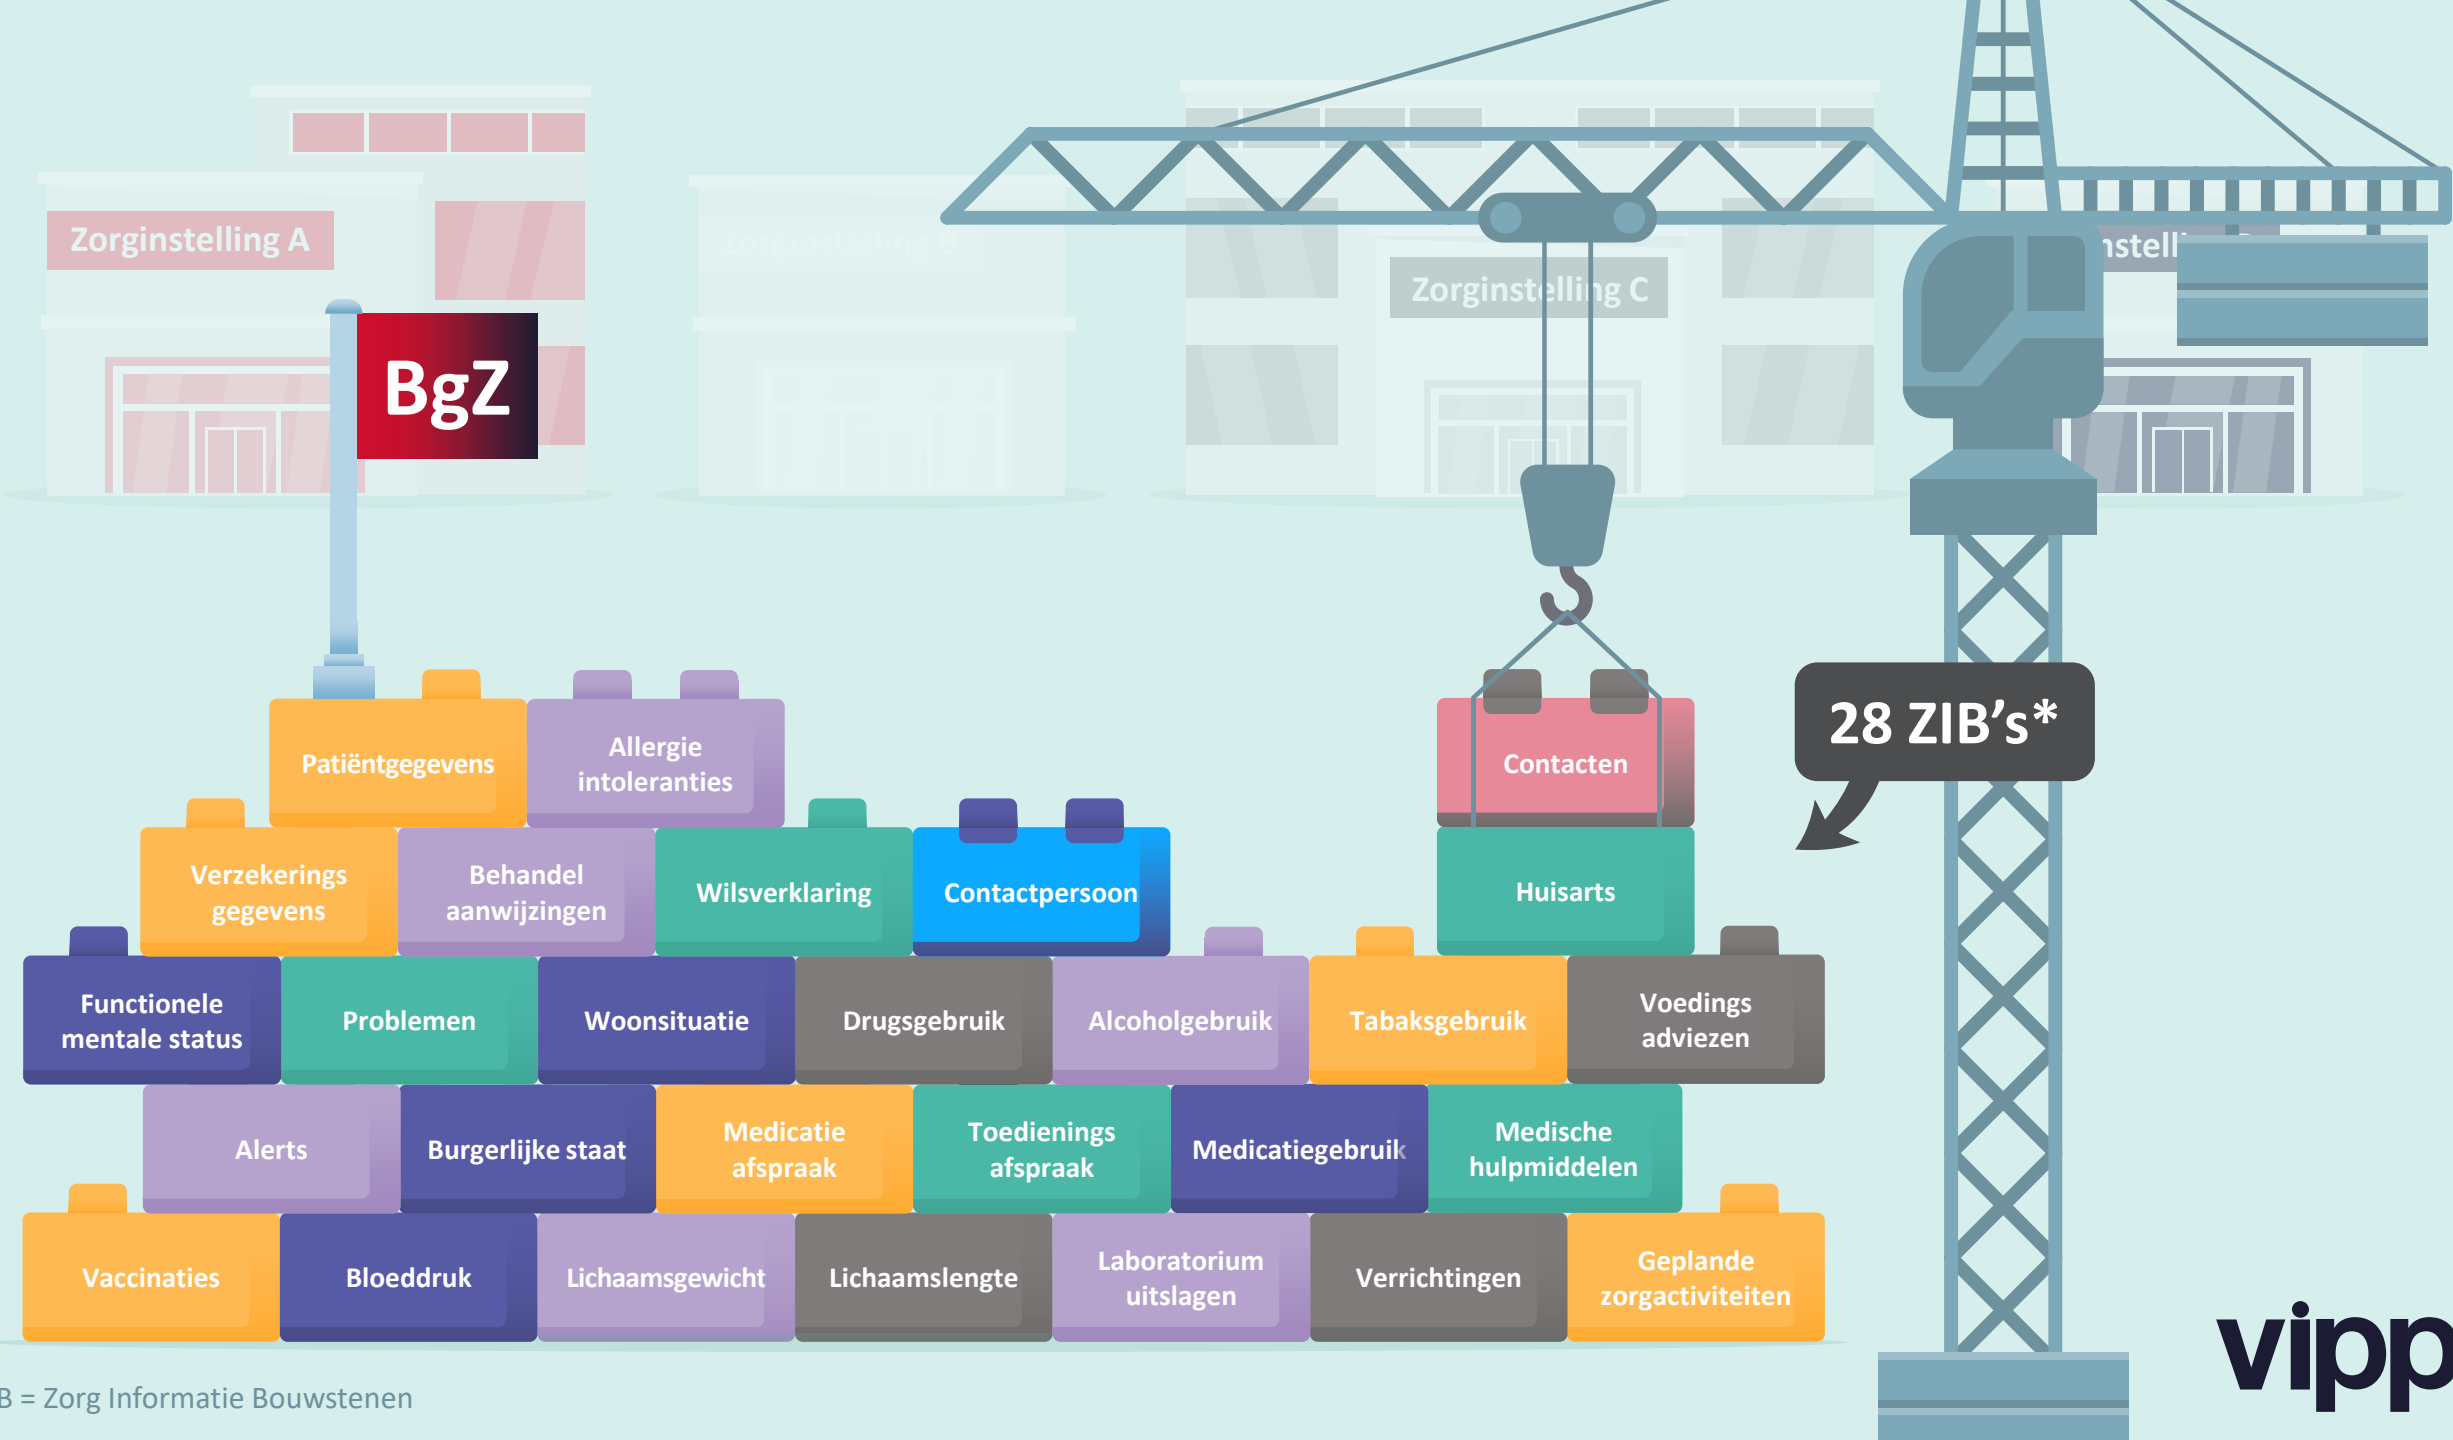 Zorginstelling A
Zorginstelling C
nstell
BgZ
28 ZIB's*
Patiëntgegevens
Allergie
intoleranties
Contacten
Verzekerings
gegevens
Behandel
aanwijzingen
Wilsverklaring
Contactpersoon
Huisarts
Functionele
mentale status
Problemen
Woonsituatie
Drugsgebruik
Alcoholgebruik
Tabaksgebruik
Voedings
adviezen
Alerts
Burgerlijke staat
Medicatie
afspraak
Toedienings
afspraak
Medicatiegebruik
Medische
hulpmiddelen
Vaccinaties
Bloeddruk
Lichaamsgewicht
Lichaamslengte
Laboratorium
uitslagen
Verrichtingen
Geplande
zorgactiviteiten
B = Zorg Informatie Bouwstenen
vipp